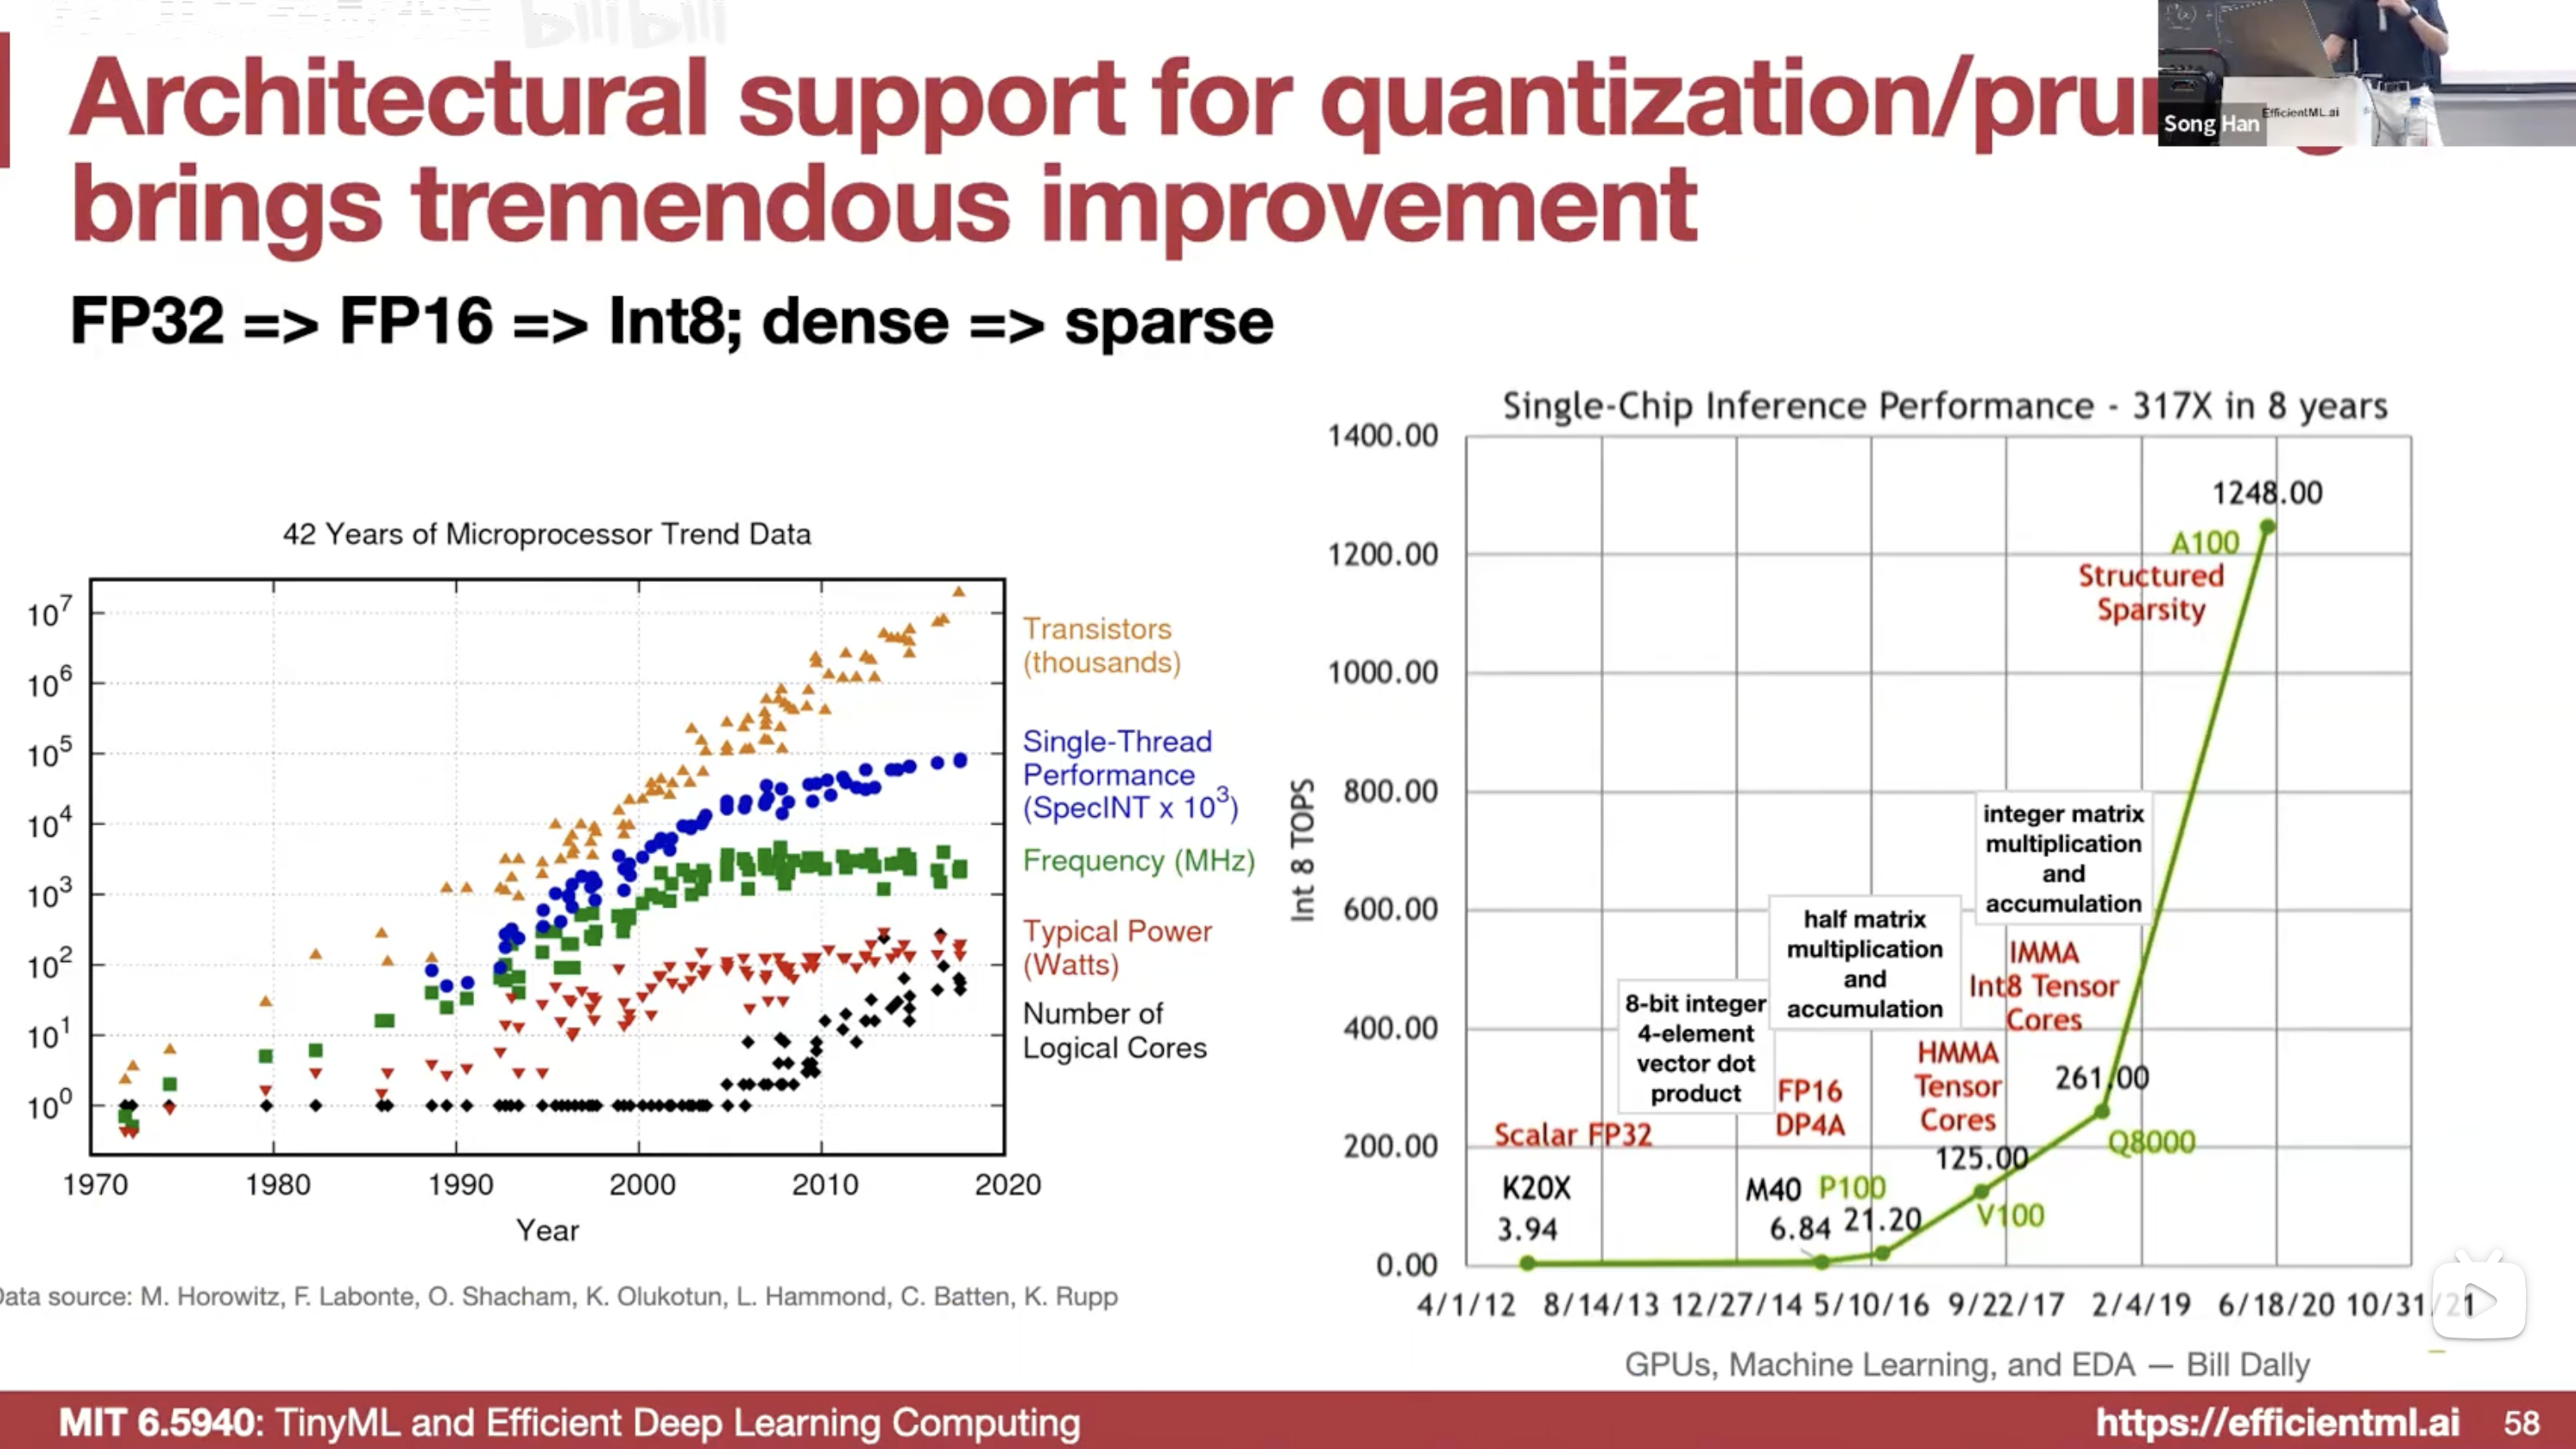 bilibili
Architectural support for quantization/pru
brings tremendous improvement
Song Han
EfficientML.ai
FP32 => FP16 => Int8; dense => sparse
42 Years of Microprocessor Trend Data
10^7
10^6
10^5
10^4
10^3
10^2
10^1
10^0
1970 1980 1990 2000 2010 2020
Year
Transistors
(thousands)
Single-Thread
Performance
(SpecINT x 10^3)
Frequency (MHz)
Typical Power
(Watts)
Number of
Logical Cores
Data source: M. Horowitz, F. Labonte, O. Shacham, K. Olukotun, L. Hammond, C. Batten, K. Rupp
Single-Chip Inference Performance - 317X in 8 years
Int 8 TOPS
1400.00
1200.00
1000.00
800.00
600.00
400.00
200.00
0.00
1248.00
A100
Structured
Sparsity
integer matrix
multiplication
and
accumulation
IMMA
Int8 Tensor
Cores
half matrix
multiplication
and
accumulation
HMMA
Tensor
Cores
8-bit integer
4-element
vector dot
product
FP16
DP4A
Scalar FP32
261.00
Q8000
125.00
V100
K20X
3.94
M40
6.84
P100
21.20
4/1/12 8/14/13 12/27/14 5/10/16 9/22/17 2/4/19 6/18/20 10/31/21
GPUs, Machine Learning, and EDA — Bill Dally
MIT 6.5940: TinyML and Efficient Deep Learning Computing
https://efficientml.ai 58